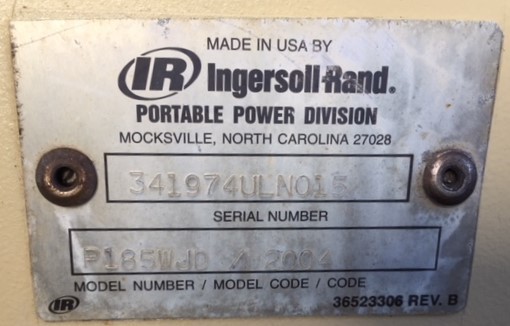 MADE IN USA BY
IR Ingersoll-Rand®
PORTABLE POWER DIVISION
MOCKSVILLE, NORTH CAROLINA 27028
341974ULN015
SERIAL NUMBER
P185WJD / 2004
MODEL NUMBER / MODEL CODE / CODE
IR 36523306 REV. B